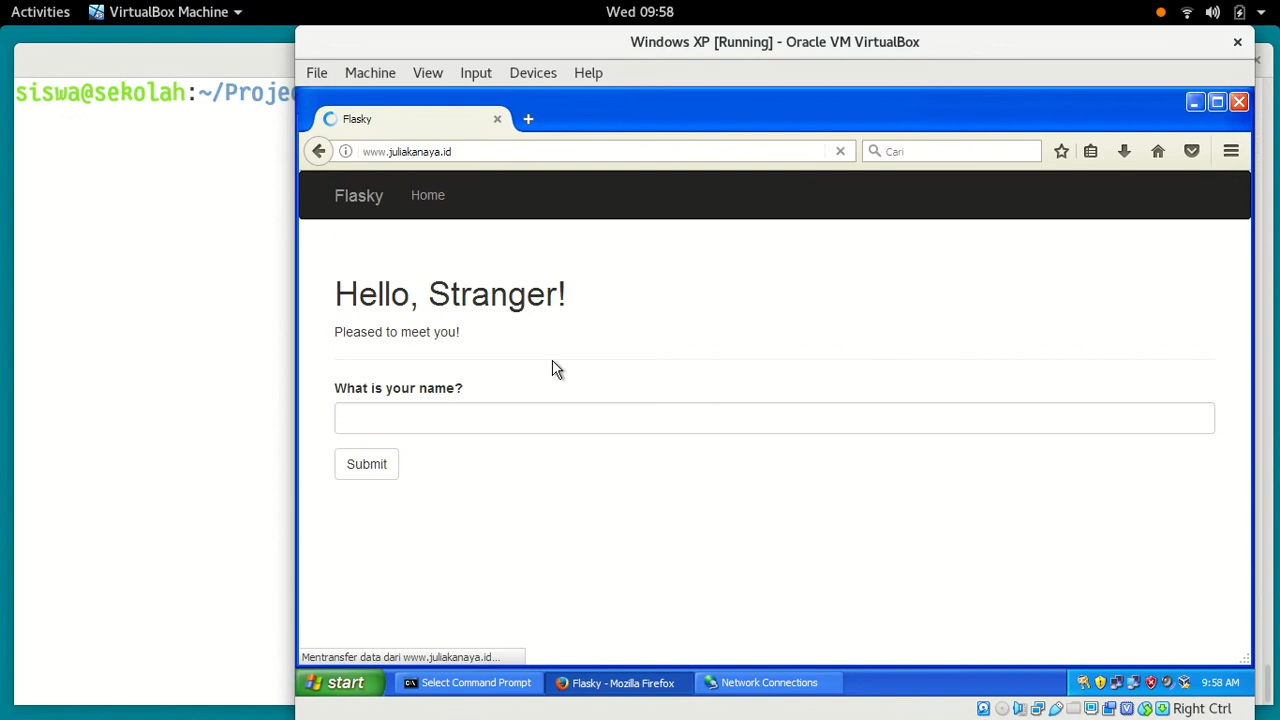 Activities VirtualBox Machine Wed 09:58
Windows XP [Running] - Oracle VM VirtualBox
File Machine View Input Devices Help
siswa@sekolah:~/Projec
Flasky
www.juliakanaya.id Cari
Flasky Home
Hello, Stranger!
Pleased to meet you!
What is your name?
Submit
Mentransfer data dari www.juliakanaya.id...
start Select Command Prompt Flasky - Mozilla Firefox Network Connections 9:58 AM
Right Ctrl